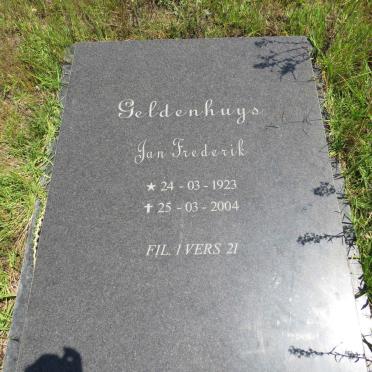 Geldenhuys
Jan Frederik
★ 24 - 03 - 1923
✝ 25 - 03 - 2004
FIL. 1 VERS 21